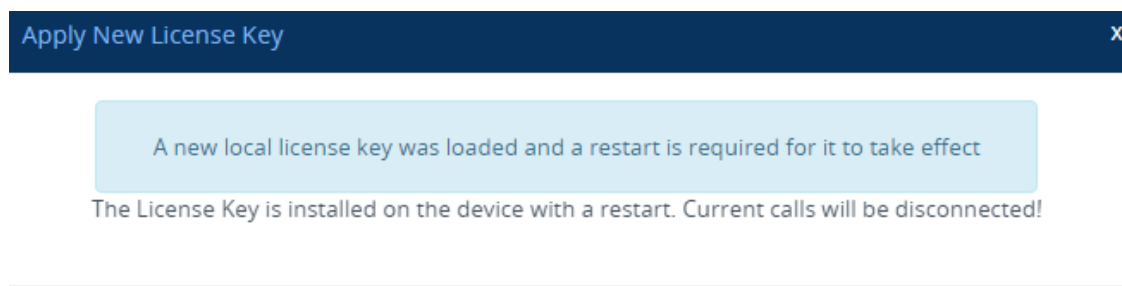 Apply New License Key
X
A new local license key was loaded and a restart is required for it to take effect
The License Key is installed on the device with a restart. Current calls will be disconnected!